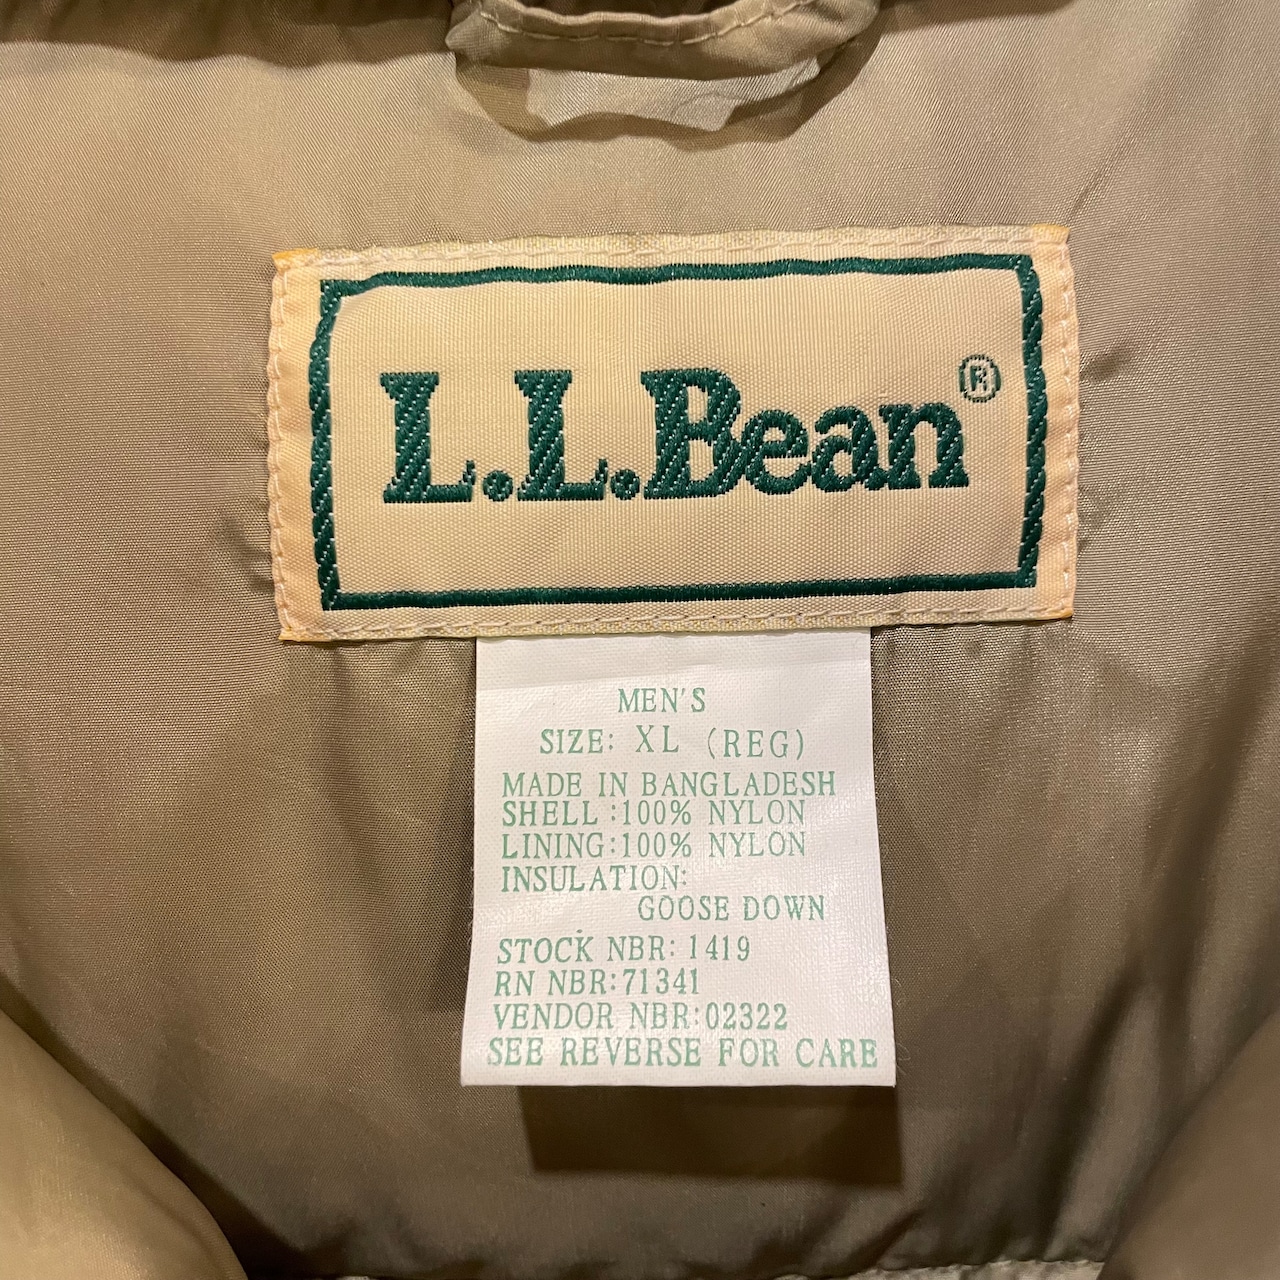 L.L.Bean®
MEN'S
SIZE: XL (REG)
MADE IN BANGLADESH
SHELL :100% NYLON
LINING:100% NYLON
INSULATION:
GOOSE DOWN
STOCK NBR: 1419
RN NBR:71341
VENDOR NBR:02322
SEE REVERSE FOR CARE